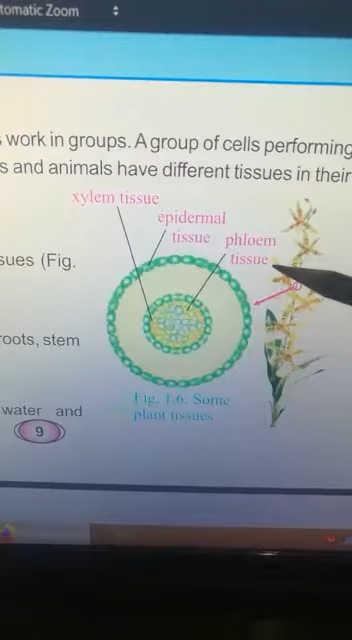 tomatic Zoom
work in groups. A group of cells performing
s and animals have different tissues in their
xylem tissue
epidermal
tissue
phloem
tissue
sues (Fig.
roots, stem
water and
9
Fig. 1.6: Some
plant tissues